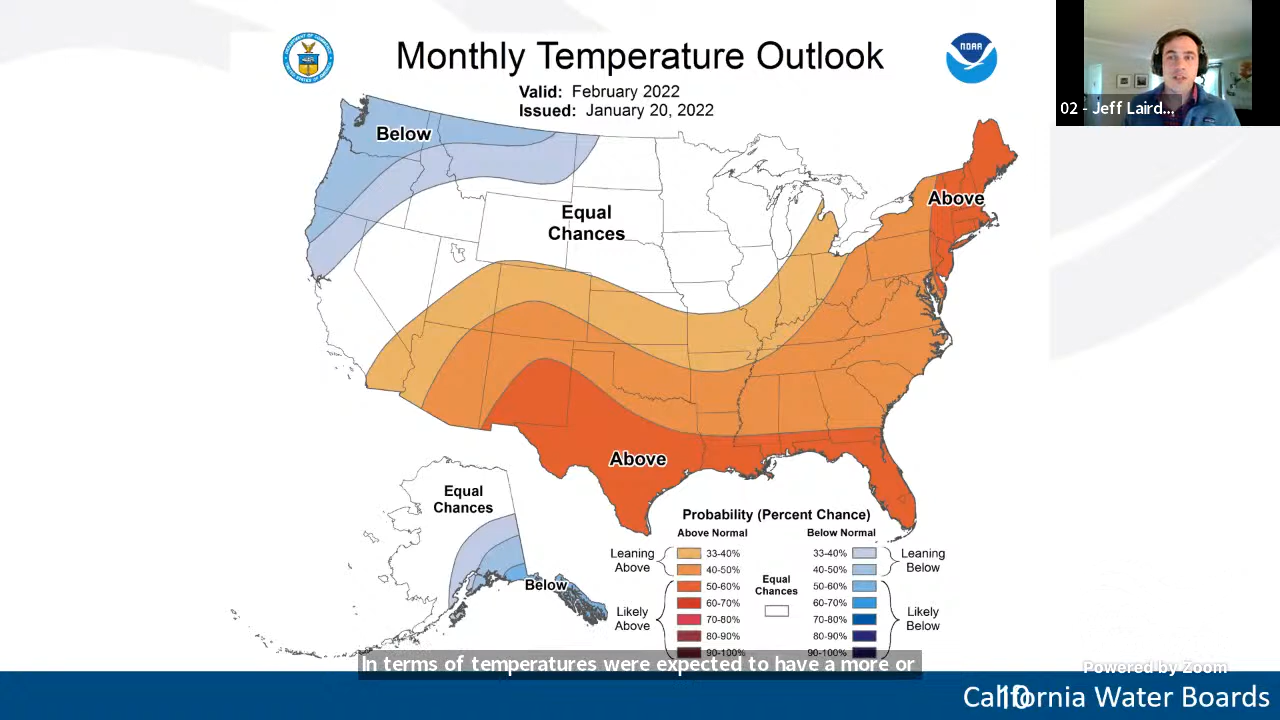 Monthly Temperature Outlook
Valid: February 2022
Issued: January 20, 2022
NOAA
02 - Jeff Laird...
Below
Above
Equal
Chances
Above
Equal
Chances
Below
Probability (Percent Chance)
Above Normal
Below Normal
Leaning
Above
33-40%
40-50%
50-60%
60-70%
70-80%
80-90%
90-100%
Likely
Above
Equal
Chances
33-40%
40-50%
50-60%
60-70%
70-80%
80-90%
90-100%
Leaning
Below
Likely
Below
In terms of temperatures were expected to have a more or
Powered by Zoom
California Water Boards
10